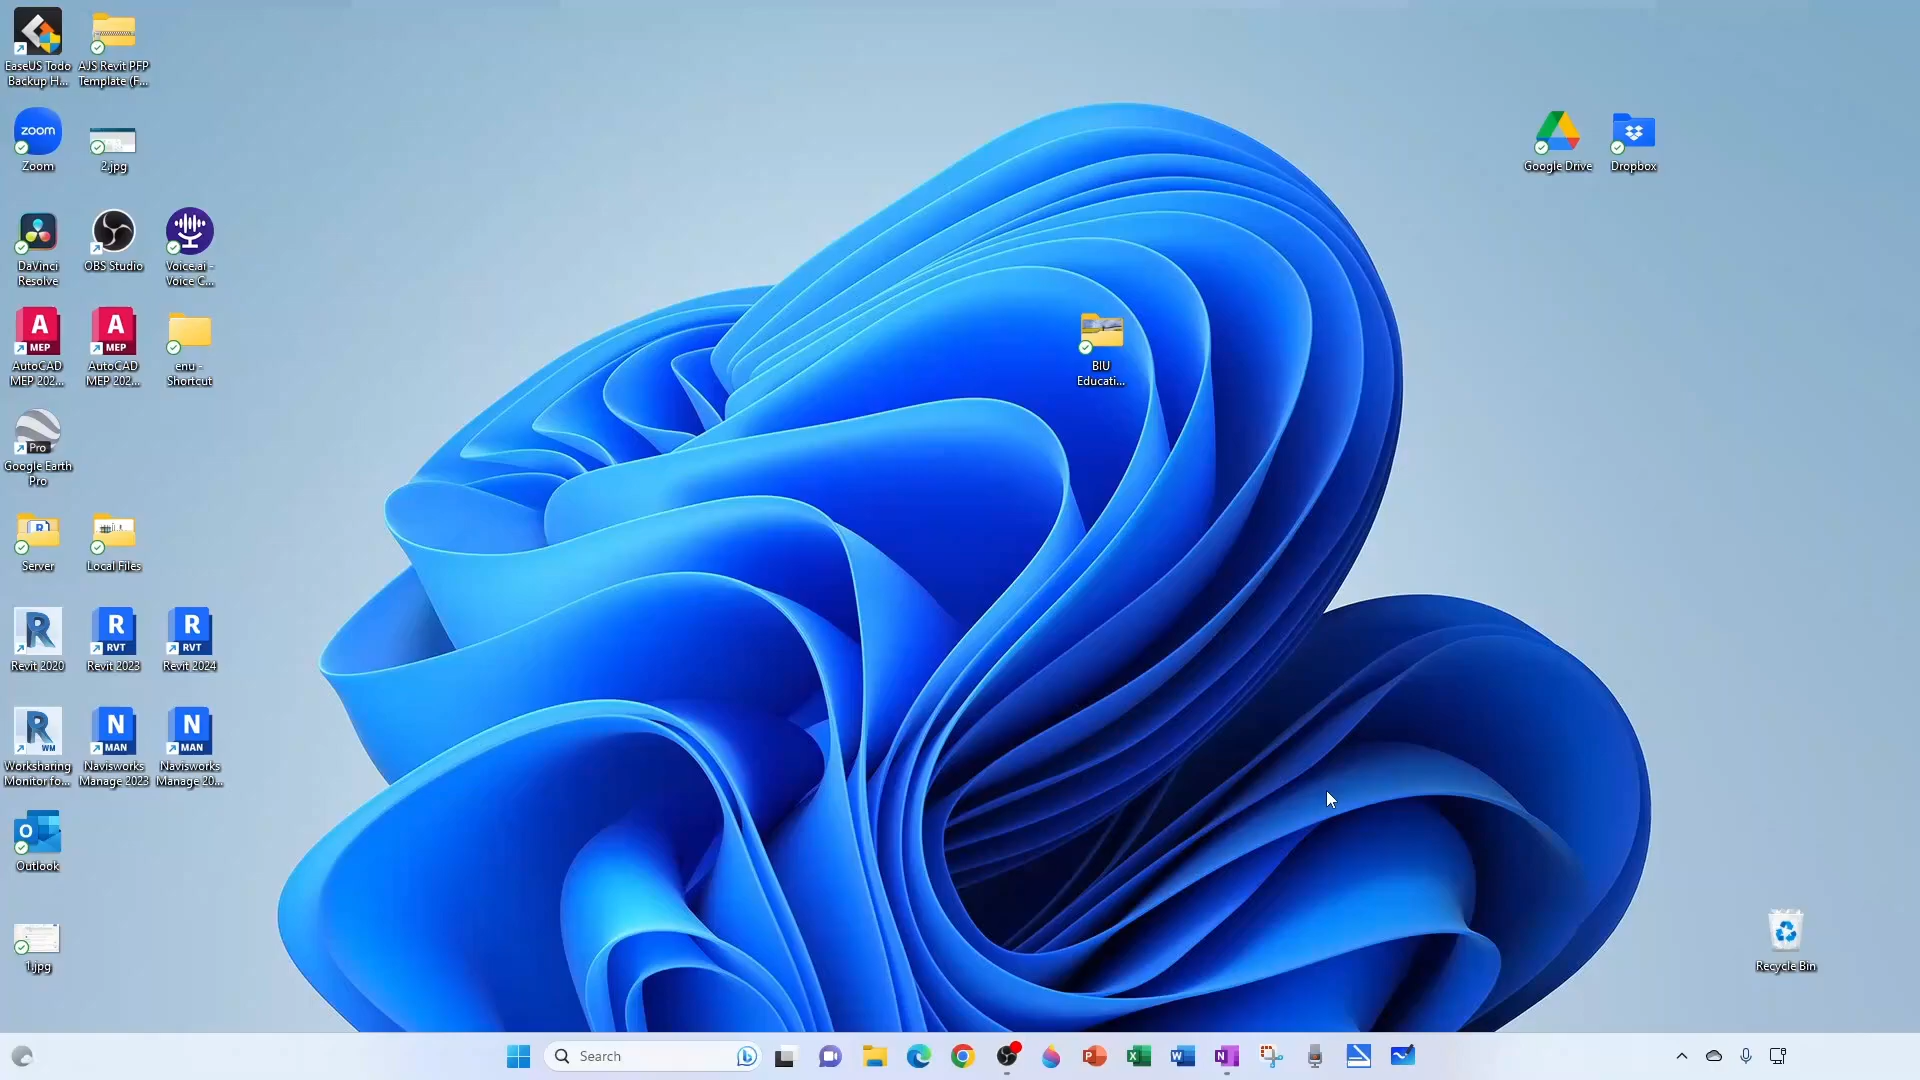 EaseUS Todo
Backup H...
AJS Revit PFP
Template (F...
zoom
Zoom
2.jpg
Google Drive
Dropbox
DaVinci
Resolve
OBS Studio
Voice.ai -
Voice C...
A
MEP
AutoCAD
MEP 202...
A
MEP
AutoCAD
MEP 202...
enu -
Shortcut
BIU
Educati...
Pro
Google Earth
Pro
R
Server
Local Files
R
Revit 2020
R
RVT
Revit 2023
R
RVT
Revit 2024
R
WM
Worksharing
Monitor fo...
N
MAN
Navisworks
Manage 2023
N
MAN
Navisworks
Manage 20...
O
Outlook
1.jpg
Recycle Bin
Search
P
X
W
N